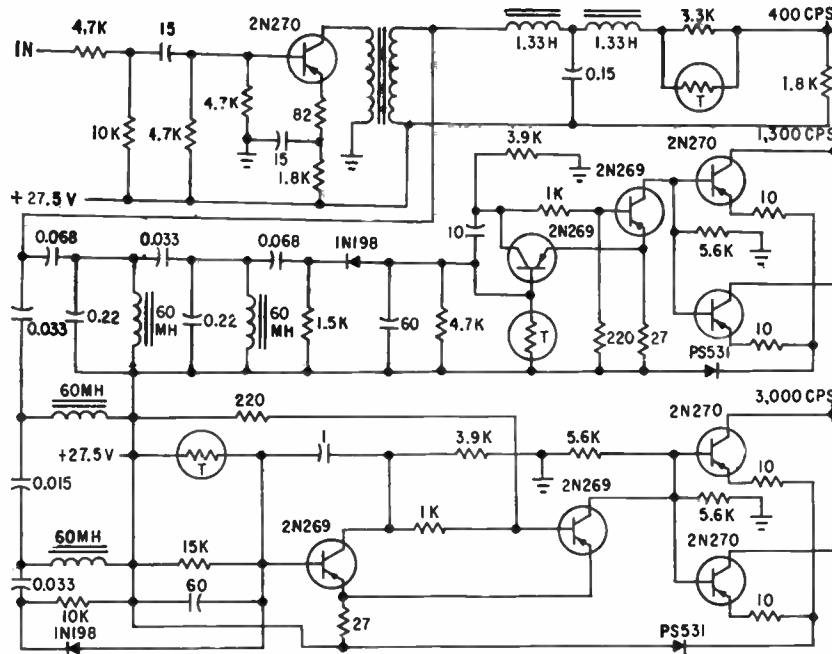 IN
4.7K
15
2N270
1.33H
1.33H
3.3K
400 CPS
0.15
T
1.8K
10K
4.7K
4.7K
82
15
1.8K
+27.5V
3.9K
2N270
1,300 CPS
1K
2N269
10
10
2N269
5.6K
0.068
0.033
0.068
1N198
0.033
0.22
60 MH
0.22
60 MH
1.5K
60
4.7K
T
220
27
10
PS531
60MH
220
2N270
3,000 CPS
+27.5V
T
1
3.9K
5.6K
10
0.015
2N269
1K
2N269
5.6K
2N270
60MH
15K
0.033
60
10K
1N198
27
10
PS531